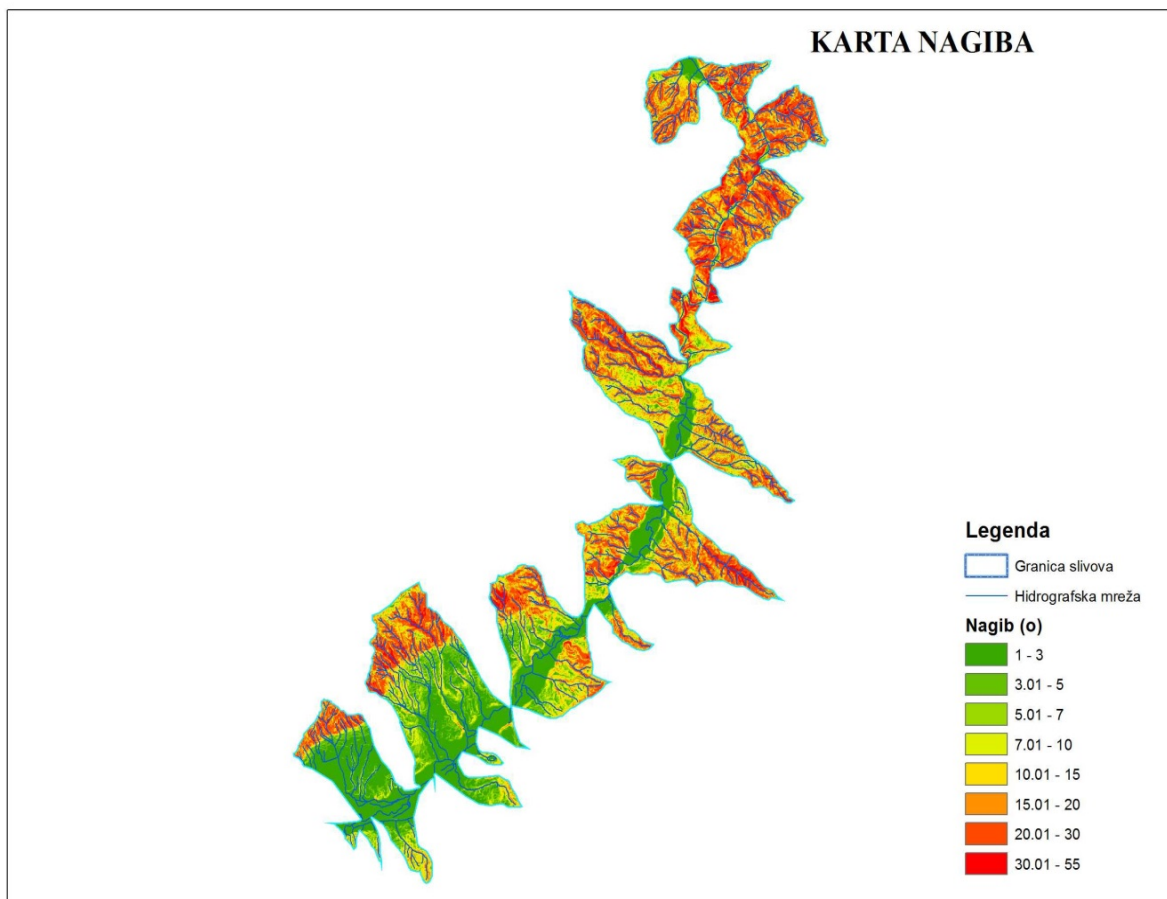 KARTA NAGIBA
Legenda
Granica slivova
Hidrografska mreža
Nagib (o)
1 - 3
3.01 - 5
5.01 - 7
7.01 - 10
10.01 - 15
15.01 - 20
20.01 - 30
30.01 - 55